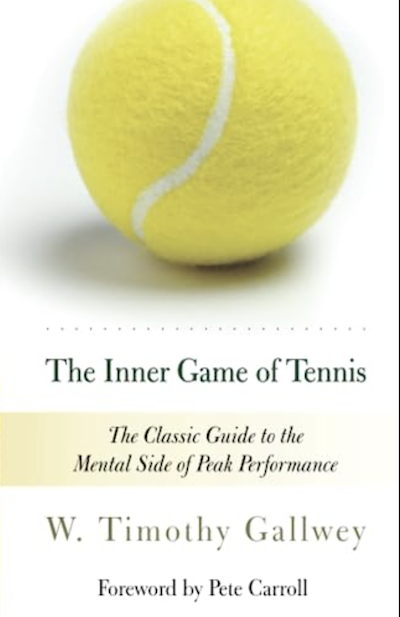 The Inner Game of Tennis
The Classic Guide to the
Mental Side of Peak Performance
W. Timothy Gallwey
Foreword by Pete Carroll